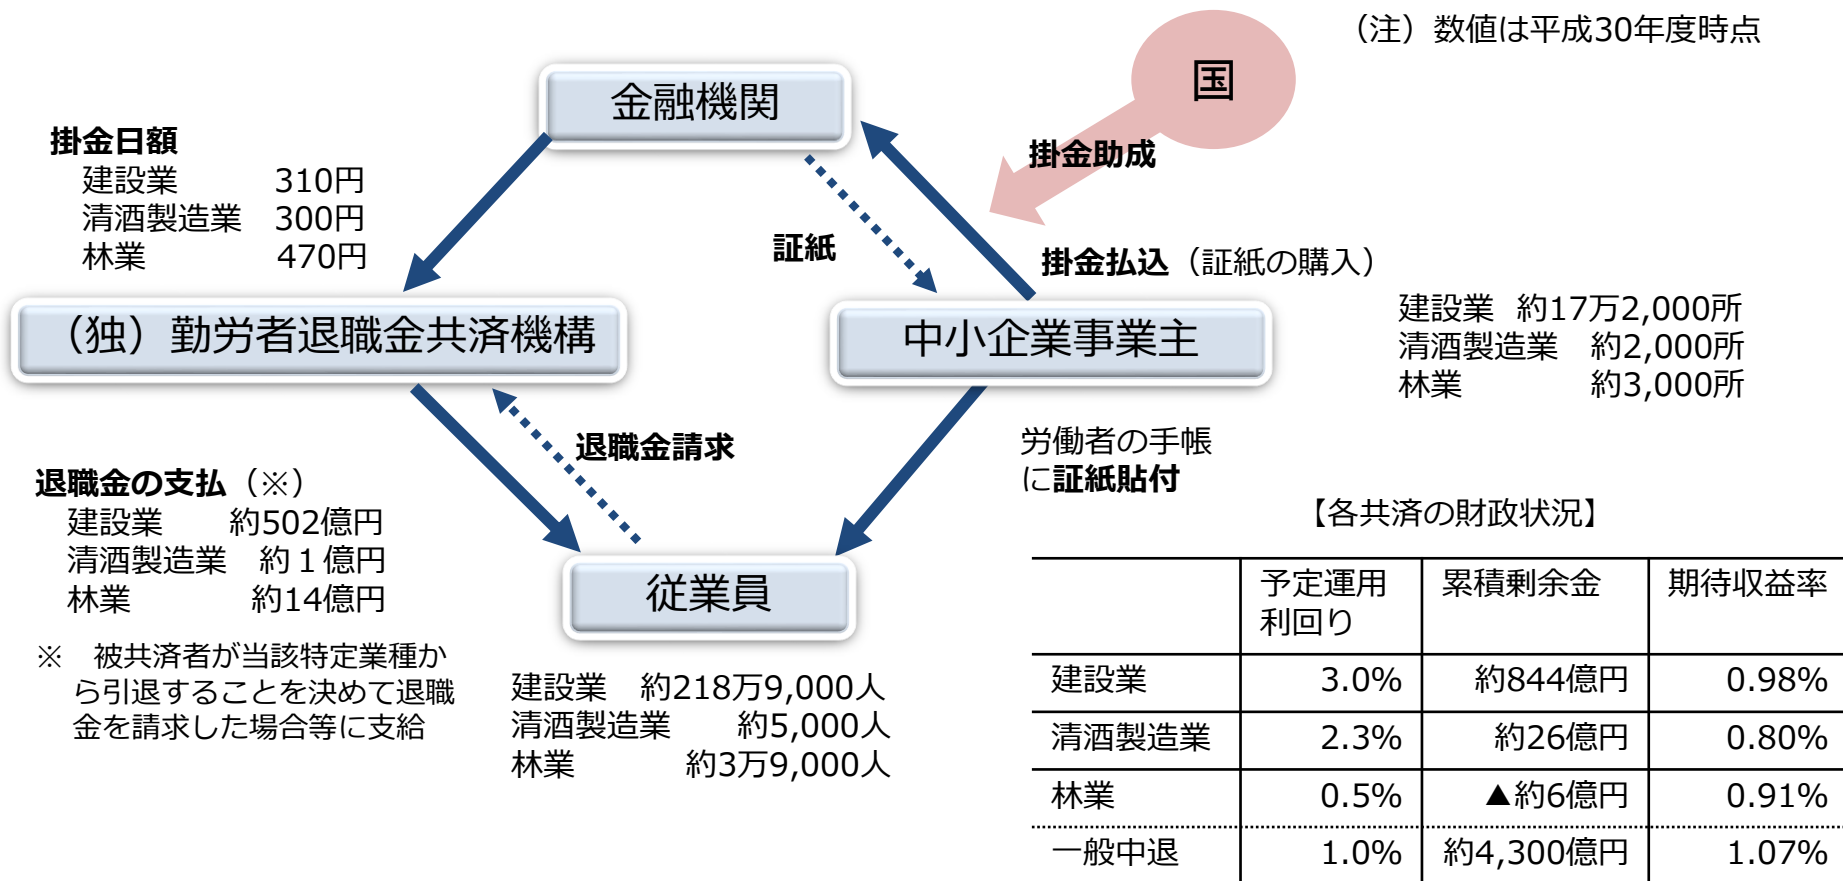 （注）数値は平成30年度時点
国
金融機関
掛金日額
建設業 310円
清酒製造業 300円
林業 470円
掛金助成
証紙
掛金払込（証紙の購入）
（独）勤労者退職金共済機構
中小企業事業主
建設業 約17万2,000所
清酒製造業 約2,000所
林業 約3,000所
退職金請求
労働者の手帳
に証紙貼付
退職金の支払（※）
建設業 約502億円
清酒製造業 約１億円
林業 約14億円
※ 被共済者が当該特定業種か
ら引退することを決めて退職
金を請求した場合等に支給
従業員
建設業 約218万9,000人
清酒製造業 約5,000人
林業 約3万9,000人
【各共済の財政状況】
予定運用
利回り
累積剰余金
期待収益率
建設業 3.0% 約844億円 0.98%
清酒製造業 2.3% 約26億円 0.80%
林業 0.5% ▲約6億円 0.91%
一般中退 1.0% 約4,300億円 1.07%